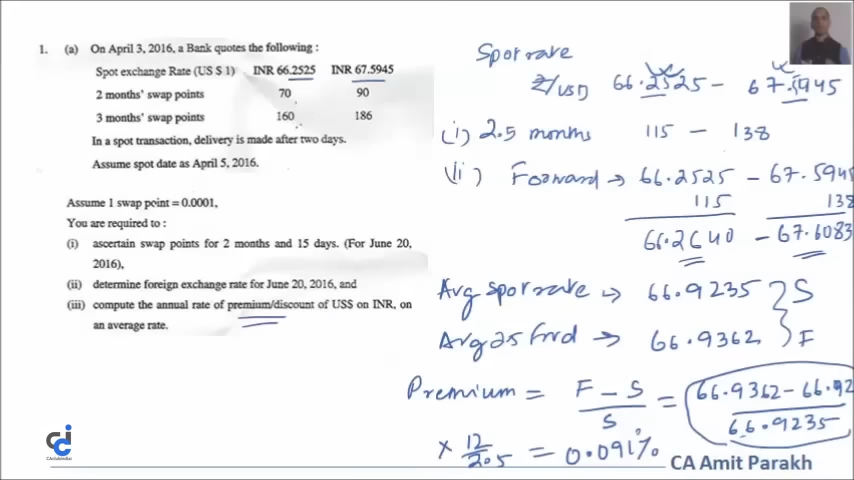 1. (a) On April 3, 2016, a Bank quotes the following :
Spot exchange Rate (US $ 1) INR 66.2525 INR 67.5945
2 months' swap points 70 90
3 months' swap points 160 186
In a spot transaction, delivery is made after two days.
Assume spot date as April 5, 2016.
Assume 1 swap point = 0.0001,
You are required to:
(i) ascertain swap points for 2 months and 15 days. (For June 20,
2016),
(ii) determine foreign exchange rate for June 20, 2016, and
(iii) compute the annual rate of premium/discount of US$ on INR, on
an average rate.
Spot rate
₹/USD 66.2525 - 67.5945
(i) 2.5 months 115 - 138
(ii) Forward → 66.2525 - 67.5945
115 138
66.2640 - 67.6083
Avg spot rate → 66.9235 } S
Avg 2.5 Fwrd → 66.9362 } F
Premium = F - S / S = 66.9362 - 66.92 / 66.9235
× 12/2.5 = 0.091%
CA Amit Parakh